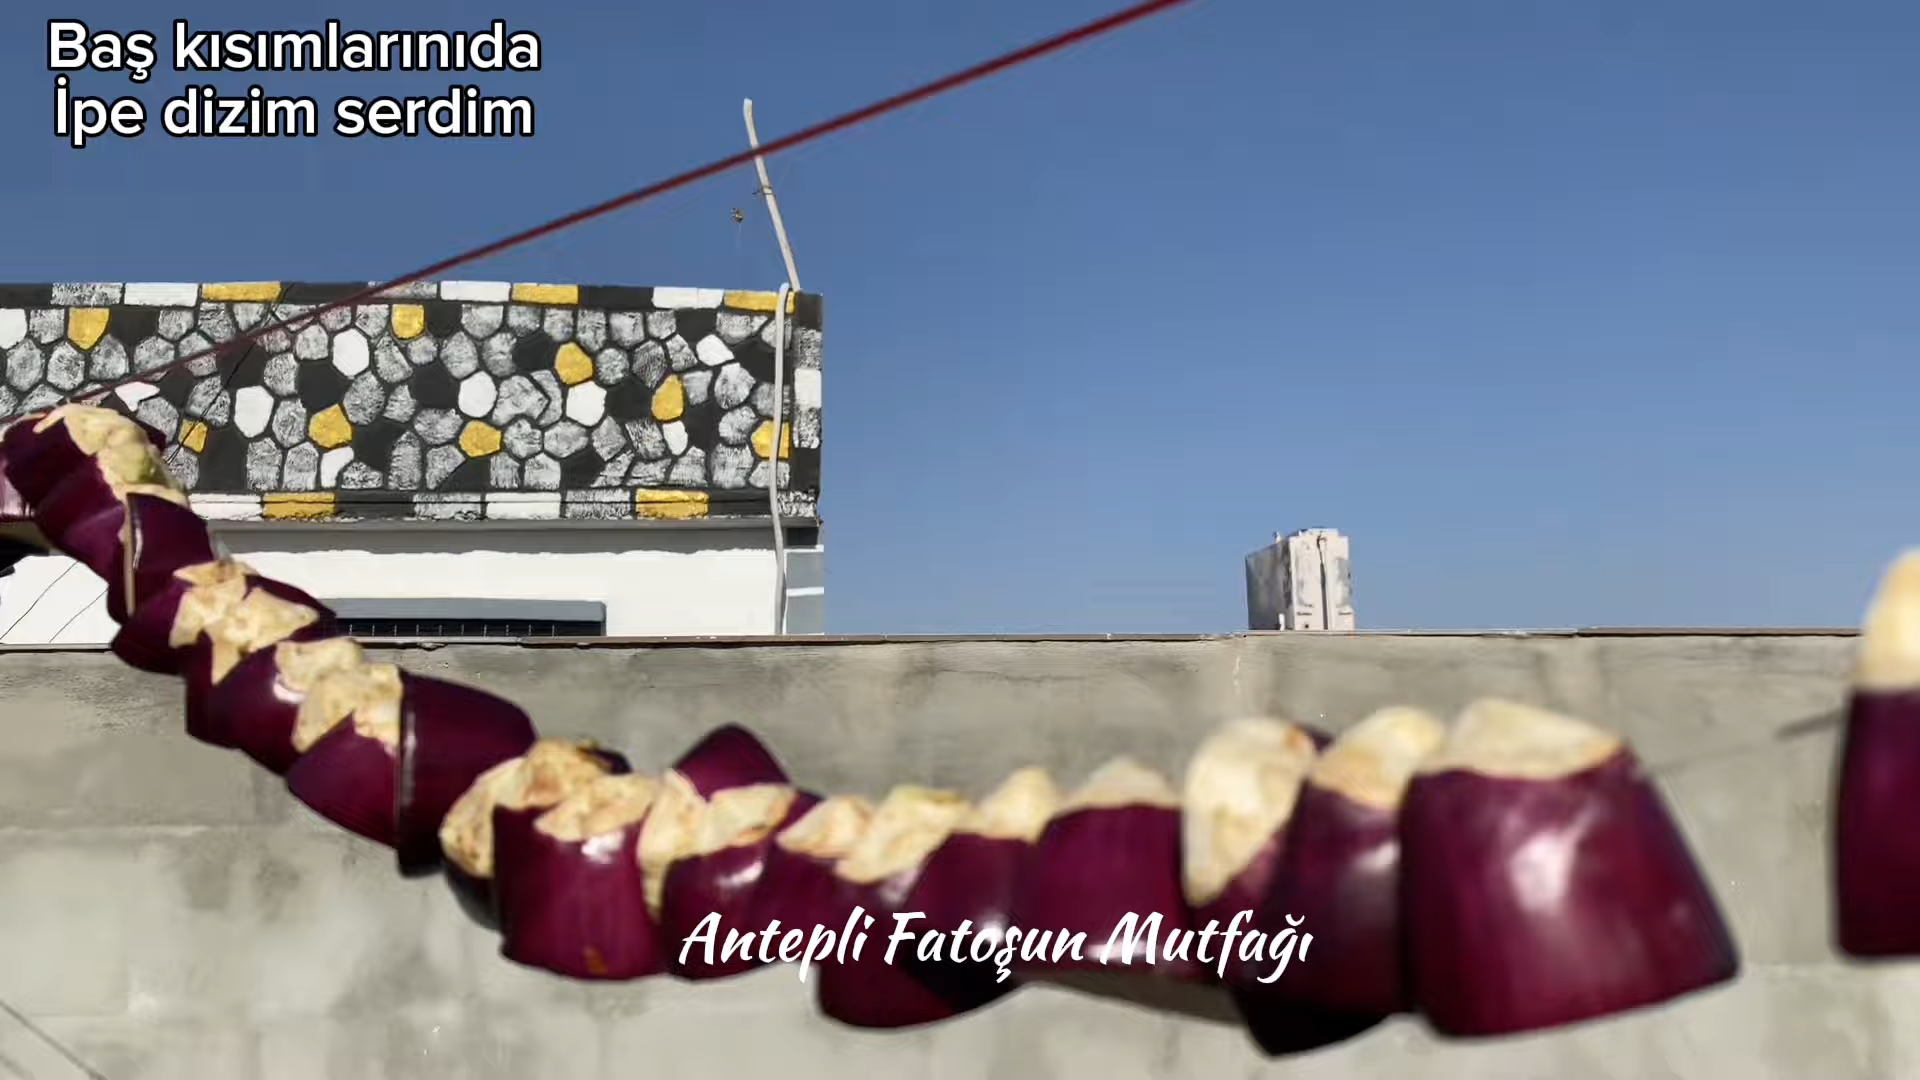 Baş kısımlarınıda
İpe dizim serdim
Antepli Fatoşun Mutfağı